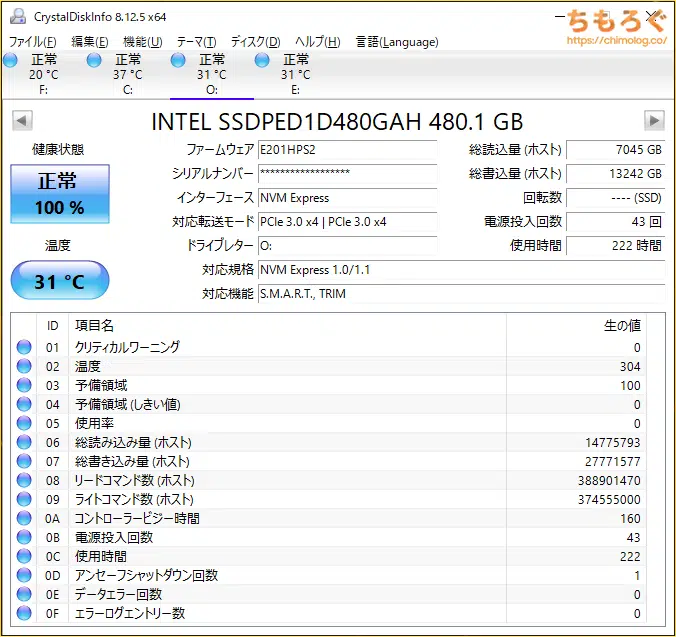 CrystalDiskInfo 8.12.5 x64
ちもろぐ
https://chimolog.co/
ファイル(F) 編集(E) 機能(U) テーマ(T) ディスク(D) ヘルプ(H) 言語(Language)
正常 正常 正常 正常
20 °C 37 °C 31 °C 31 °C
F: C: O: E:
INTEL SSDPED1D480GAH 480.1 GB
健康状態
正常
100 %
温度
31 °C
ファームウェア E201HPS2
シリアルナンバー ******************
インターフェース NVM Express
対応転送モード PCIe 3.0 x4 | PCIe 3.0 x4
ドライブレター O:
対応規格 NVM Express 1.0/1.1
対応機能 S.M.A.R.T., TRIM
総読込量 (ホスト) 7045 GB
総書込量 (ホスト) 13242 GB
回転数 ---- (SSD)
電源投入回数 43 回
使用時間 222 時間
ID 項目名 生の値
01 クリティカルワーニング 0
02 温度 304
03 予備領域 100
04 予備領域 (しきい値) 0
05 使用率 0
06 総読み込み量 (ホスト) 14775793
07 総書き込み量 (ホスト) 27771577
08 リードコマンド数 (ホスト) 388901470
09 ライトコマンド数 (ホスト) 374555000
0A コントローラービジー時間 160
0B 電源投入回数 43
0C 使用時間 222
0D アンセーフシャットダウン回数 1
0E データエラー回数 0
0F エラーログエントリー数 0